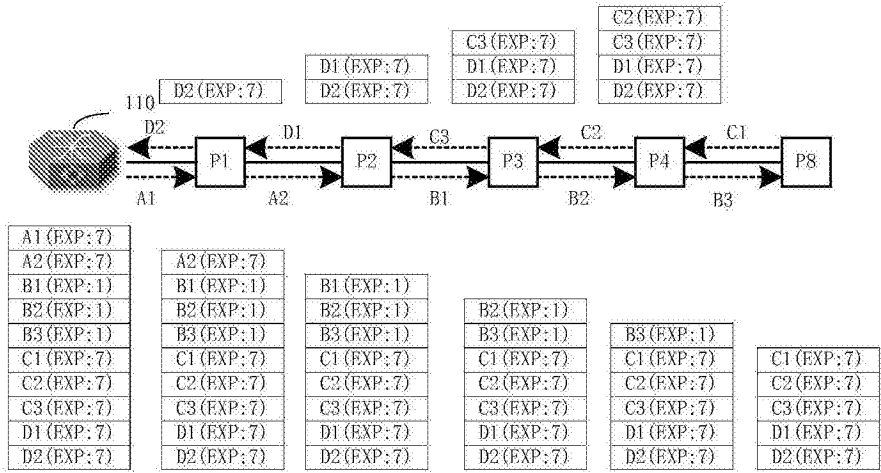 C2(EXP:7)
C3(EXP:7) C3(EXP:7)
D1(EXP:7) D1(EXP:7) D1(EXP:7)
D2(EXP:7) D2(EXP:7) D2(EXP:7) D2(EXP:7)
110
D2 D1 C3 C2 C1
P1 P2 P3 P4 P8
A1 A2 B1 B2 B3
A1(EXP:7)
A2(EXP:7) A2(EXP:7)
B1(EXP:1) B1(EXP:1) B1(EXP:1)
B2(EXP:1) B2(EXP:1) B2(EXP:1) B2(EXP:1)
B3(EXP:1) B3(EXP:1) B3(EXP:1) B3(EXP:1) B3(EXP:1)
C1(EXP:7) C1(EXP:7) C1(EXP:7) C1(EXP:7) C1(EXP:7) C1(EXP:7)
C2(EXP:7) C2(EXP:7) C2(EXP:7) C2(EXP:7) C2(EXP:7) C2(EXP:7)
C3(EXP:7) C3(EXP:7) C3(EXP:7) C3(EXP:7) C3(EXP:7) C3(EXP:7)
D1(EXP:7) D1(EXP:7) D1(EXP:7) D1(EXP:7) D1(EXP:7) D1(EXP:7)
D2(EXP:7) D2(EXP:7) D2(EXP:7) D2(EXP:7) D2(EXP:7) D2(EXP:7)